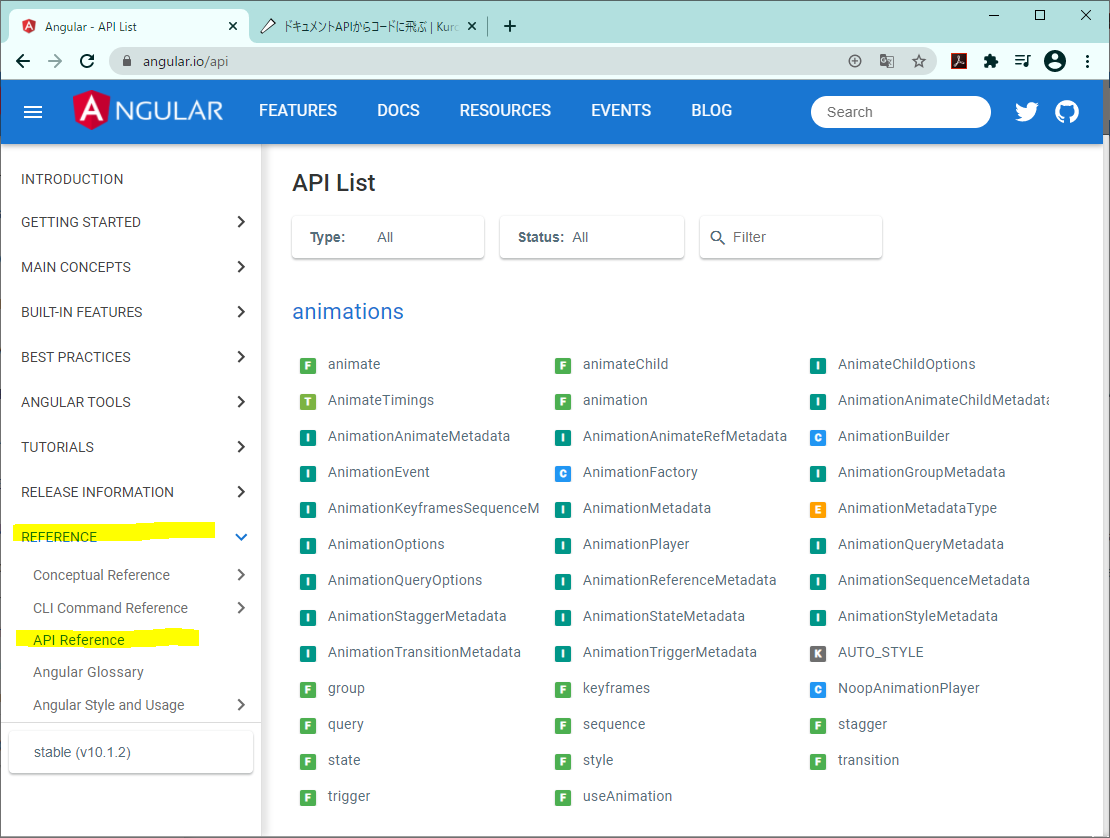 Angular - API List
ドキュメントAPIからコードに飛ぶ | Kuro
angular.io/api
ANGULAR
FEATURES
DOCS
RESOURCES
EVENTS
BLOG
Search
INTRODUCTION
GETTING STARTED
MAIN CONCEPTS
BUILT-IN FEATURES
BEST PRACTICES
ANGULAR TOOLS
TUTORIALS
RELEASE INFORMATION
REFERENCE
Conceptual Reference
CLI Command Reference
API Reference
Angular Glossary
Angular Style and Usage
stable (v10.1.2)
API List
Type: All
Status: All
Filter
animations
F animate
F animateChild
I AnimateChildOptions
T AnimateTimings
F animation
I AnimationAnimateChildMetadata
I AnimationAnimateMetadata
I AnimationAnimateRefMetadata
C AnimationBuilder
I AnimationEvent
C AnimationFactory
I AnimationGroupMetadata
I AnimationKeyframesSequenceM
I AnimationMetadata
E AnimationMetadataType
I AnimationOptions
I AnimationPlayer
I AnimationQueryMetadata
I AnimationQueryOptions
I AnimationReferenceMetadata
I AnimationSequenceMetadata
I AnimationStaggerMetadata
I AnimationStateMetadata
I AnimationStyleMetadata
I AnimationTransitionMetadata
I AnimationTriggerMetadata
K AUTO_STYLE
F group
F keyframes
C NoopAnimationPlayer
F query
F sequence
F stagger
F state
F style
F transition
F trigger
F useAnimation